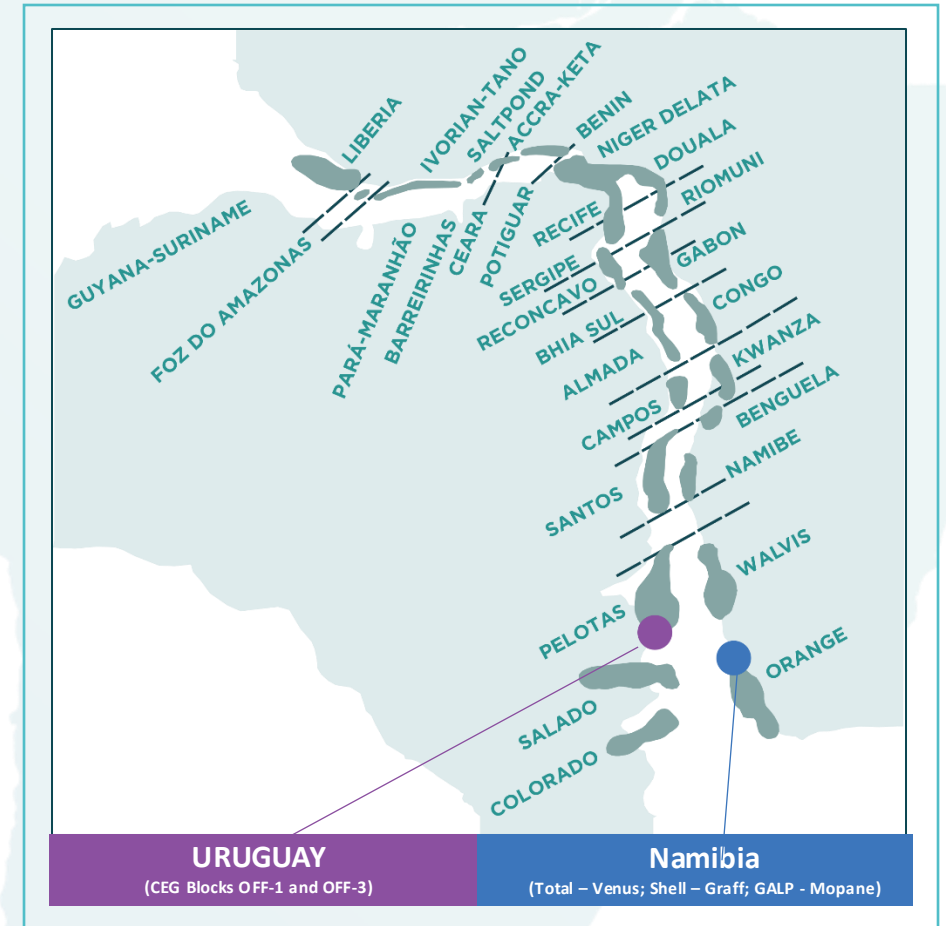 LIBERIA
IVORIAN-TANO
SALTPOND
ACCRA-KETA
BENIN
NIGER DELATA
DOUALA
RIOMUNI
GUYANA-SURINAME
FOZ DO AMAZONAS
PARÁ-MARANHÃO
BARREIRINHAS
CEARA
POTIGUAR
RECIFE
GABON
SERGIPE
RECONCAVO
CONGO
BHIA SUL
KWANZA
ALMADA
BENGUELA
CAMPOS
NAMIBE
SANTOS
WALVIS
PELOTAS
ORANGE
SALADO
COLORADO
URUGUAY
(CEG Blocks OFF-1 and OFF-3)
Namibia
(Total – Venus; Shell – Graff; GALP - Mopane)